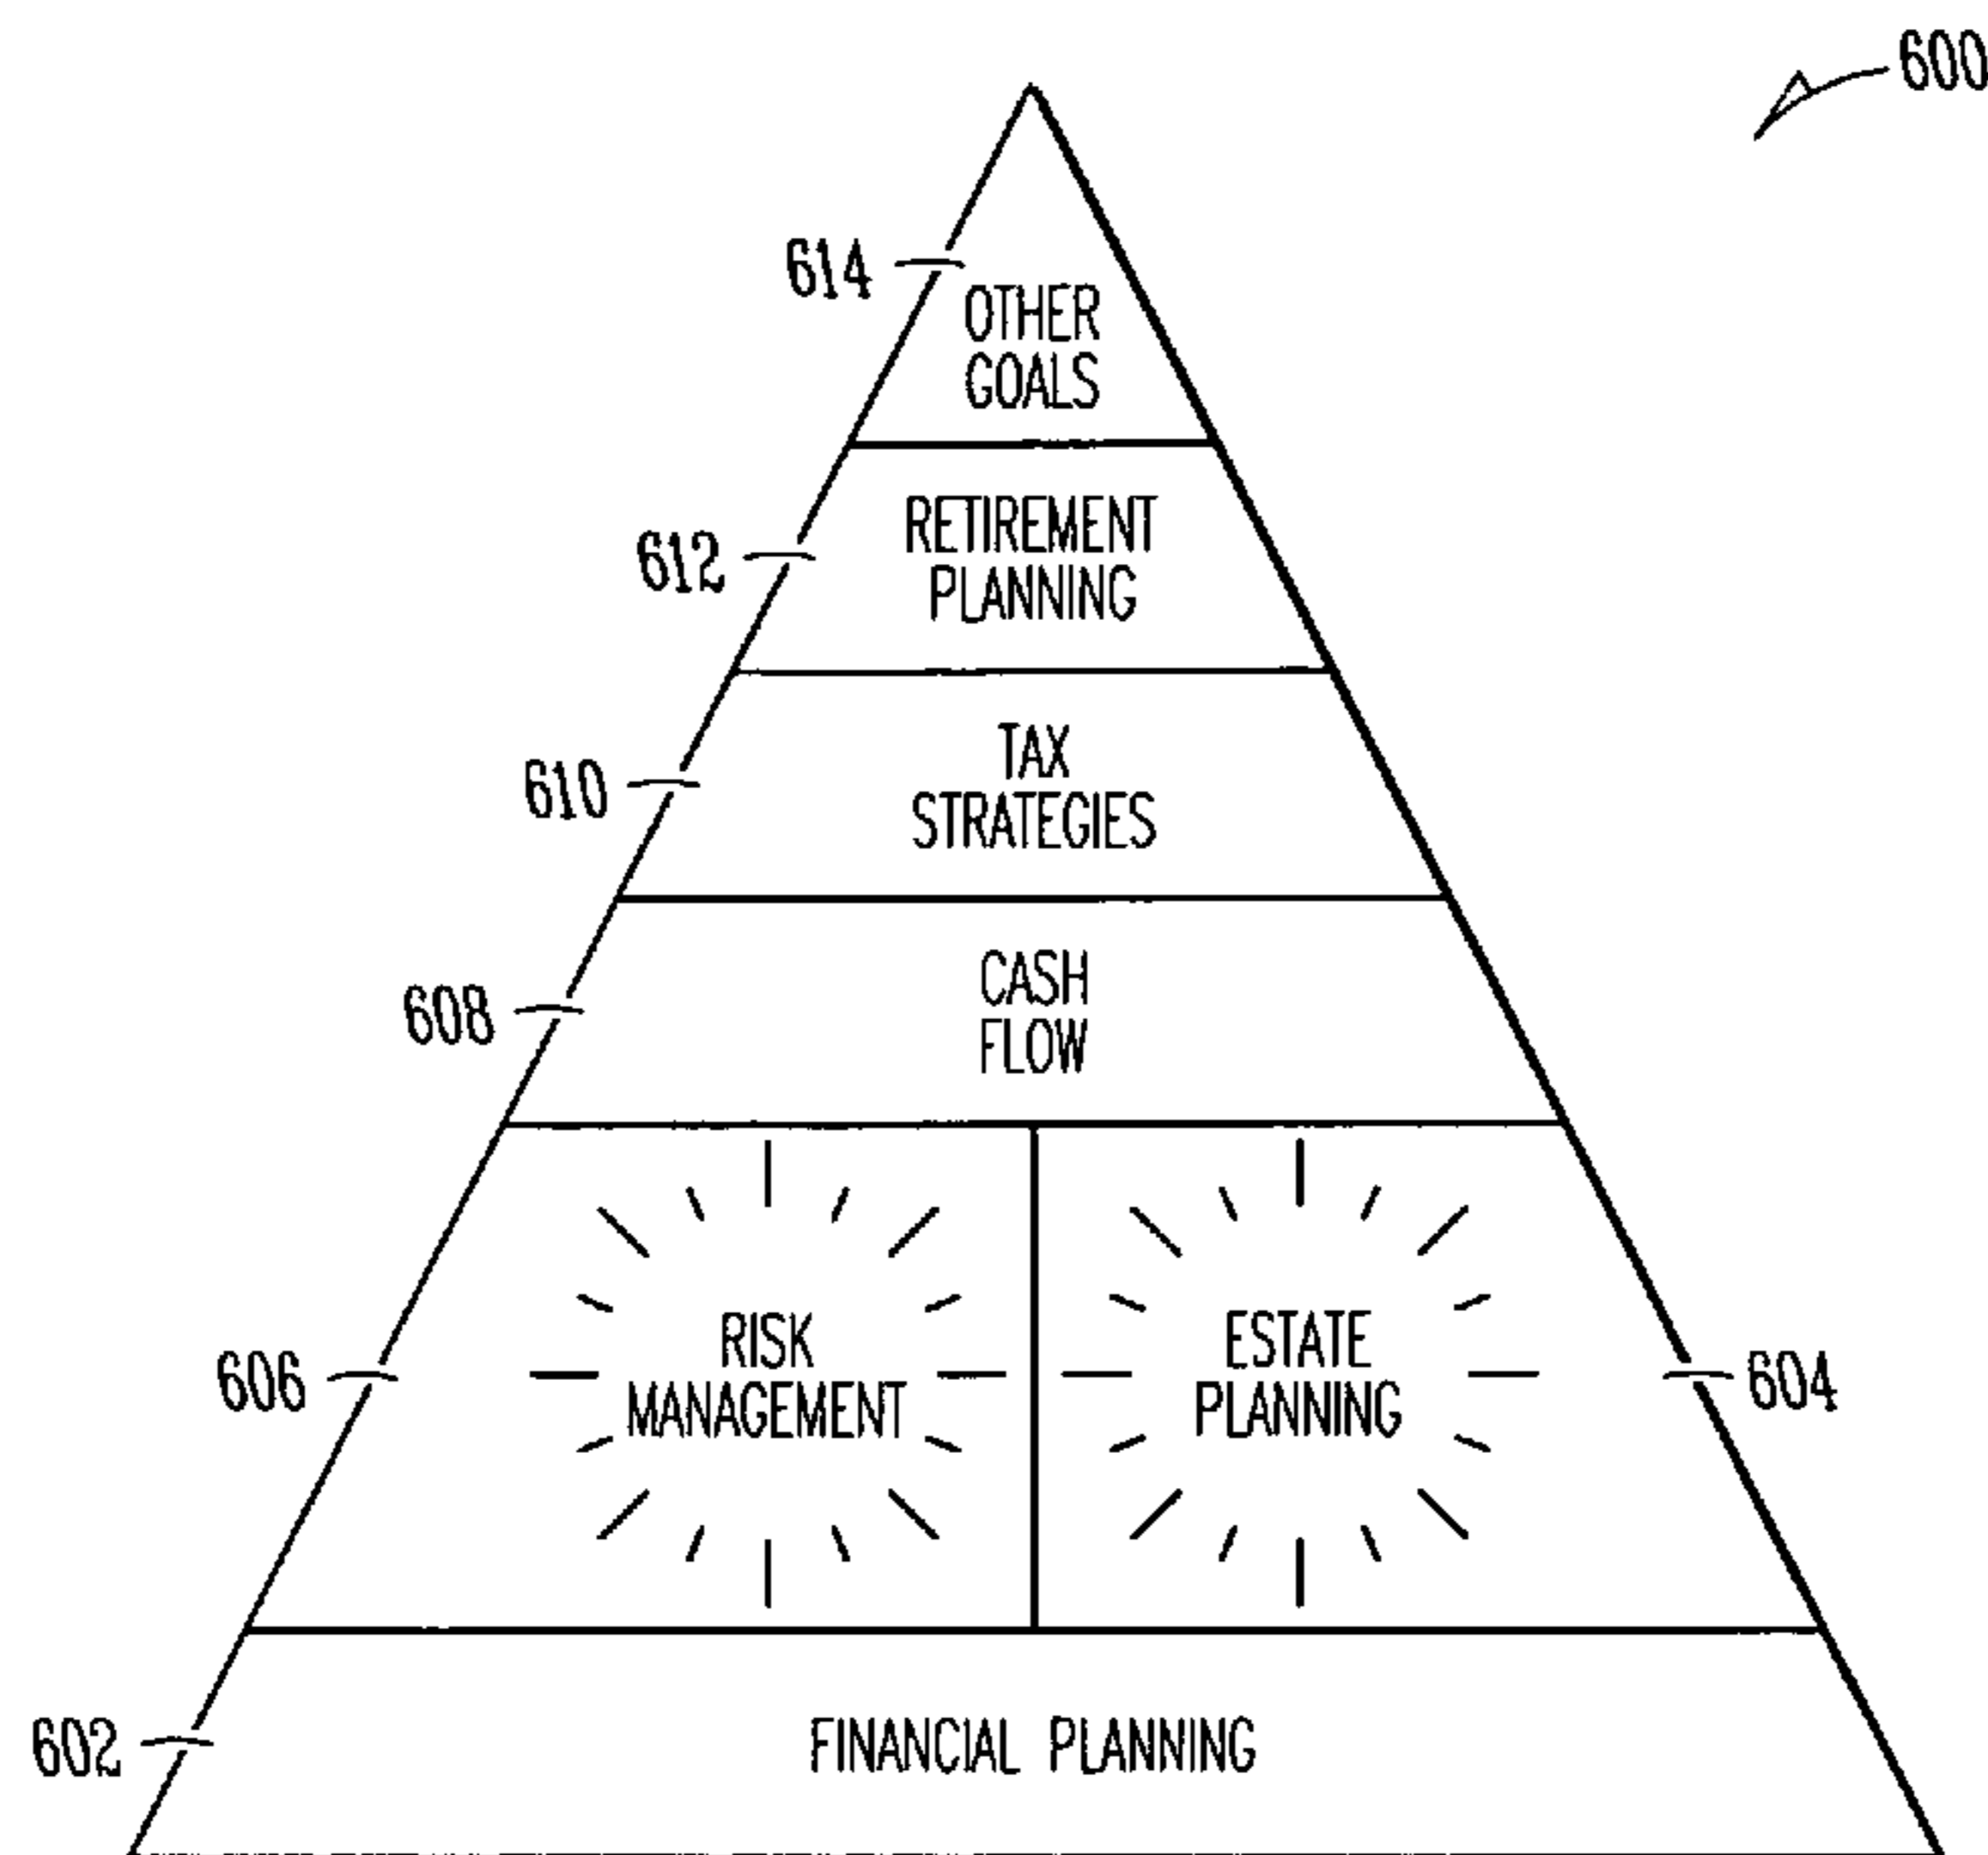 600
614
OTHER
GOALS
612
RETIREMENT
PLANNING
610
TAX
STRATEGIES
608
CASH
FLOW
606
RISK
MANAGEMENT
ESTATE
PLANNING
604
602
FINANCIAL PLANNING